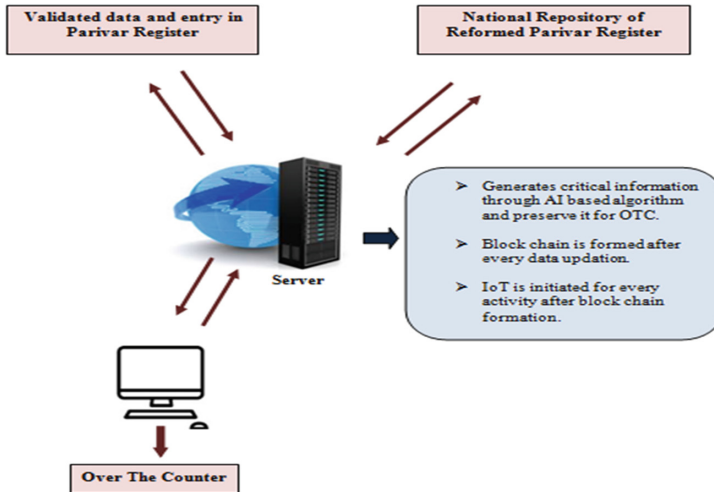 Validated data and entry in
Parivar Register
National Repository of
Reformed Parivar Register
➢ Generates critical information
through AI based algorithm
and preserve it for OTC.
➢ Block chain is formed after
every data updation.
➢ IoT is initiated for every
activity after block chain
formation.
Server
Over The Counter